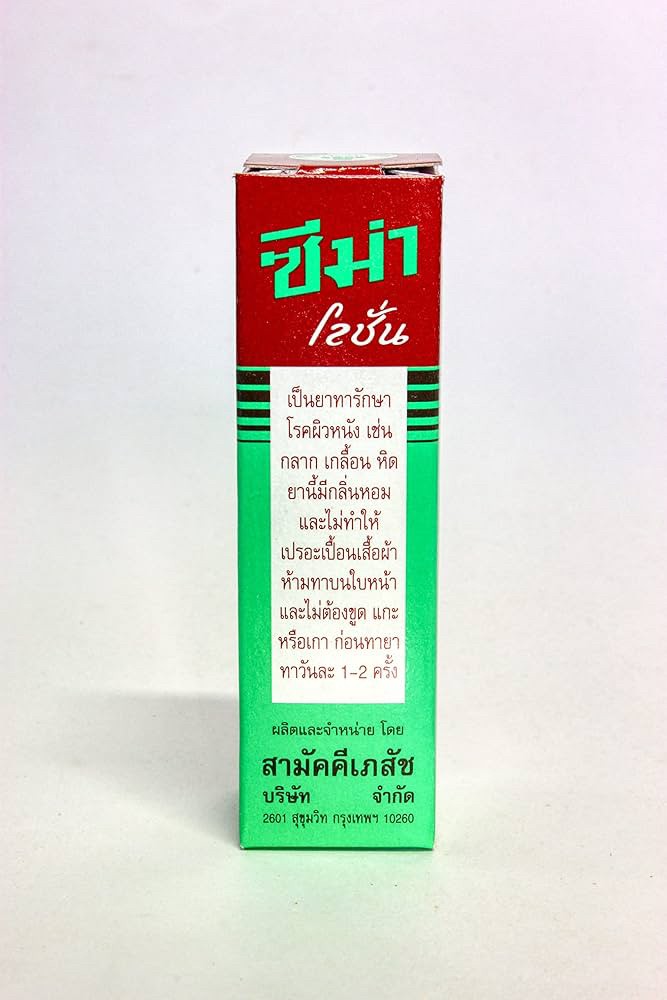 ซีม่า
โลชั่น
เป็นยาทารักษา
โรคผิวหนัง เช่น
กลาก เกลื้อน หิด
ยานี้มีกลิ่นหอม
และไม่ทำให้
เปรอะเปื้อนเสื้อผ้า
ห้ามทาบนใบหน้า
และไม่ต้องขูด แกะ
หรือเกา ก่อนทายา
ทาวันละ 1-2 ครั้ง
ผลิตและจำหน่าย โดย
สามัคคีเภสัช
บริษัท จำกัด
2601 สุขุมวิท กรุงเทพฯ 10260